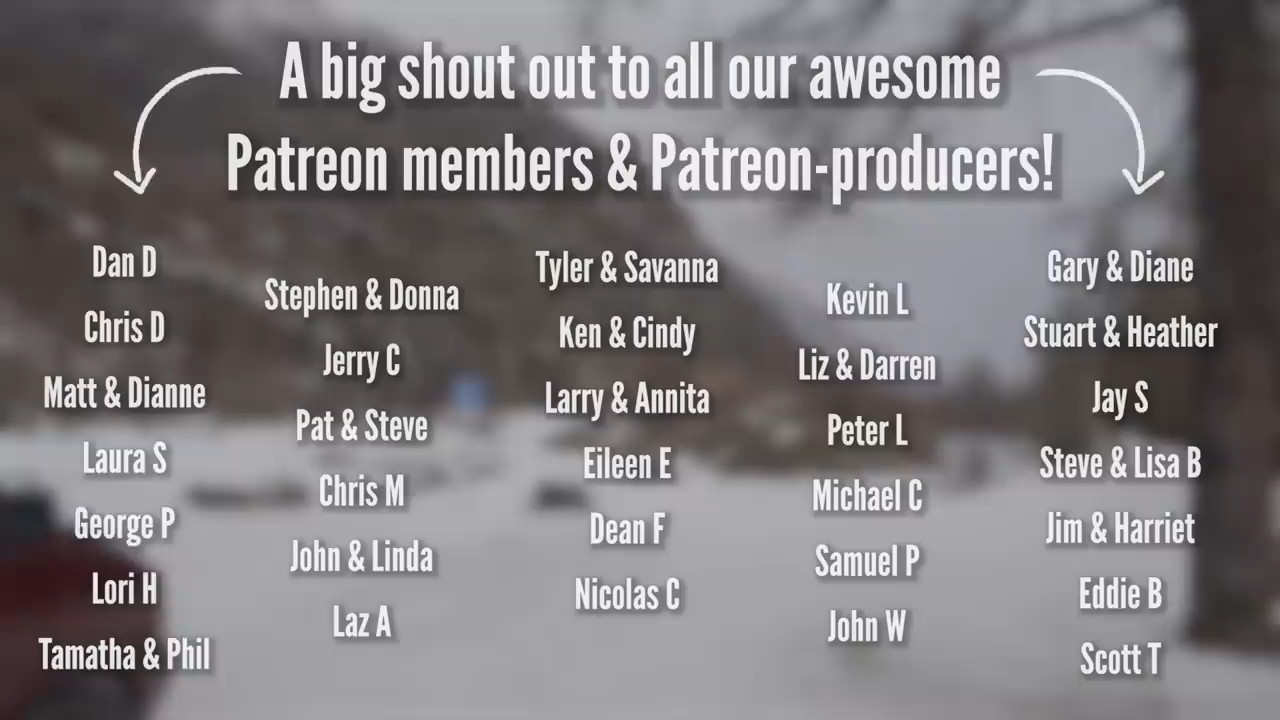 A big shout out to all our awesome
Patreon members & Patreon-producers!
Dan D
Chris D
Matt & Dianne
Laura S
George P
Lori H
Tamatha & Phil
Stephen & Donna
Jerry C
Pat & Steve
Chris M
John & Linda
Laz A
Tyler & Savanna
Ken & Cindy
Larry & Annita
Eileen E
Dean F
Nicolas C
Kevin L
Liz & Darren
Peter L
Michael C
Samuel P
John W
Gary & Diane
Stuart & Heather
Jay S
Steve & Lisa B
Jim & Harriet
Eddie B
Scott T